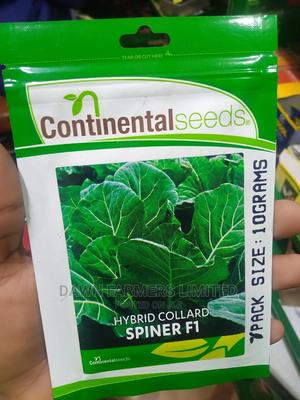 TEAR OR CUT HERE
Continentalseeds®
DAWN FARMERS LIMITED
HYBRID COLLARD
SPINER F1
PACK SIZE: 10GRAMS
Continentalseeds